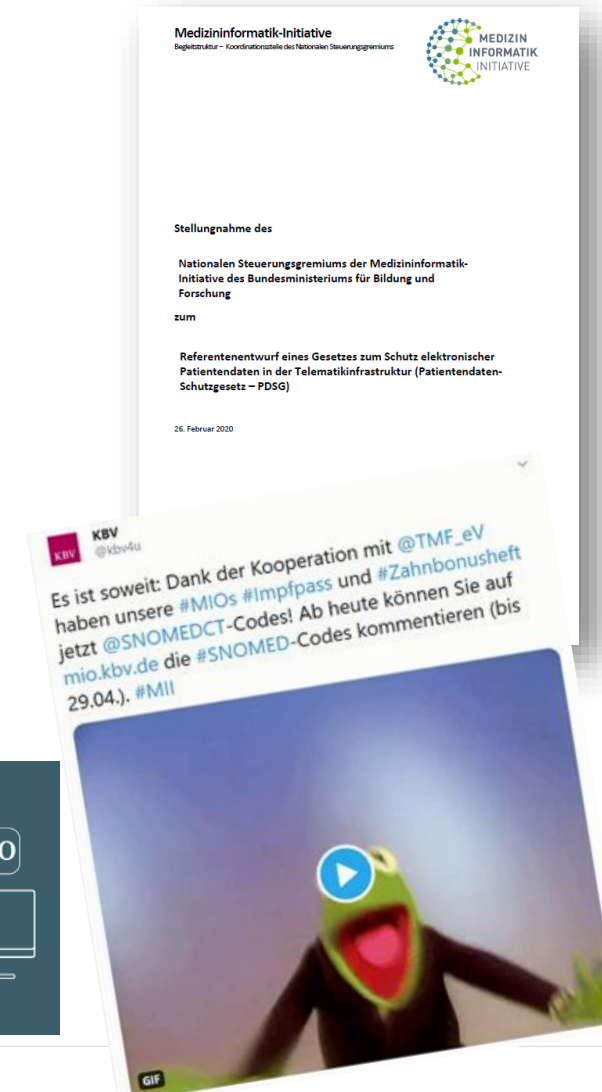 Medizininformatik-Initiative
Begleitstruktur – Koordinationsstelle des Nationalen Steuerungsgremiums
MEDIZIN
INFORMATIK
INITIATIVE
Stellungnahme des
Nationalen Steuerungsgremiums der Medizininformatik-
Initiative des Bundesministeriums für Bildung und
Forschung
zum
Referentenentwurf eines Gesetzes zum Schutz elektronischer
Patientendaten in der Telematikinfrastruktur (Patientendaten-
Schutzgesetz – PDSG)
26. Februar 2020
KBV
KBV
@kbv4u
Es ist soweit: Dank der Kooperation mit @TMF_eV
haben unsere #MIOs #Impfpass und #Zahnbonusheft
jetzt @SNOMEDCT-Codes! Ab heute können Sie auf
mio.kbv.de die #SNOMED-Codes kommentieren (bis
29.04.). #MII
GIF